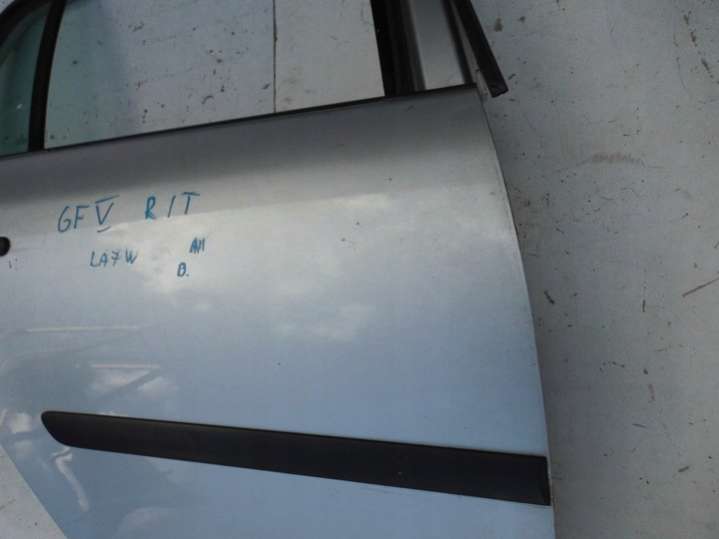 GF V R/T
LA7W AH
B.